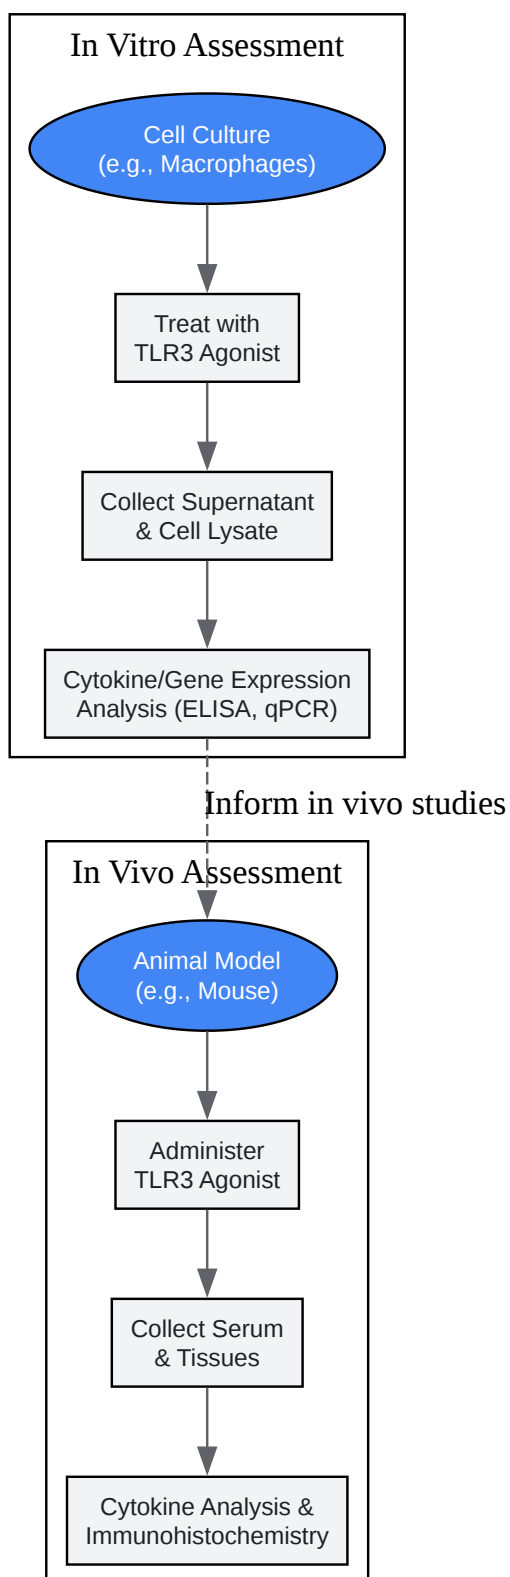 In Vitro Assessment
Cell Culture
(e.g., Macrophages)
Treat with
TLR3 Agonist
Collect Supernatant
& Cell Lysate
Cytokine/Gene Expression
Analysis (ELISA, qPCR)
Inform in vivo studies
In Vivo Assessment
Animal Model
(e.g., Mouse)
Administer
TLR3 Agonist
Collect Serum
& Tissues
Cytokine Analysis &
Immunohistochemistry